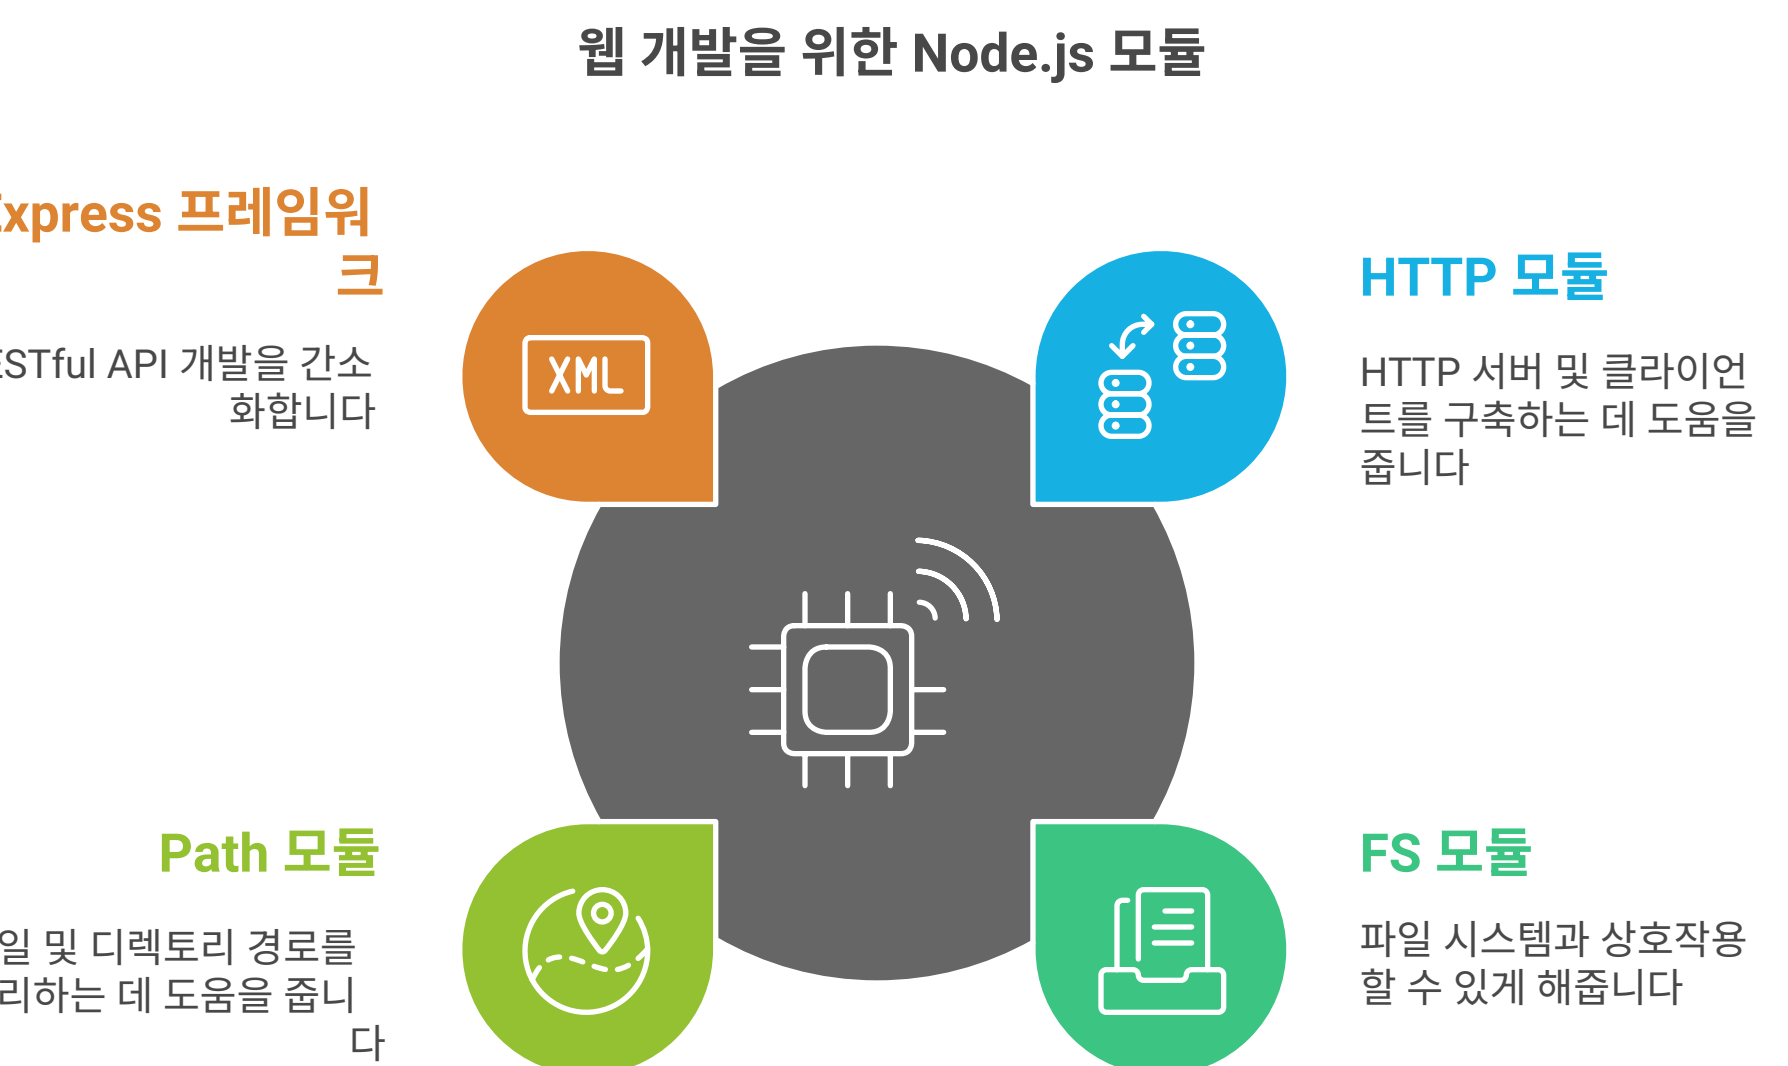 웹 개발을 위한 Node.js 모듈
Express 프레임워
크
RESTful API 개발을 간소
화합니다
XML
HTTP 모듈
HTTP 서버 및 클라이언
트를 구축하는 데 도움을
줍니다
Path 모듈
일 및 디렉토리 경로를
리하는 데 도움을 줍니
다
FS 모듈
파일 시스템과 상호작용
할 수 있게 해줍니다